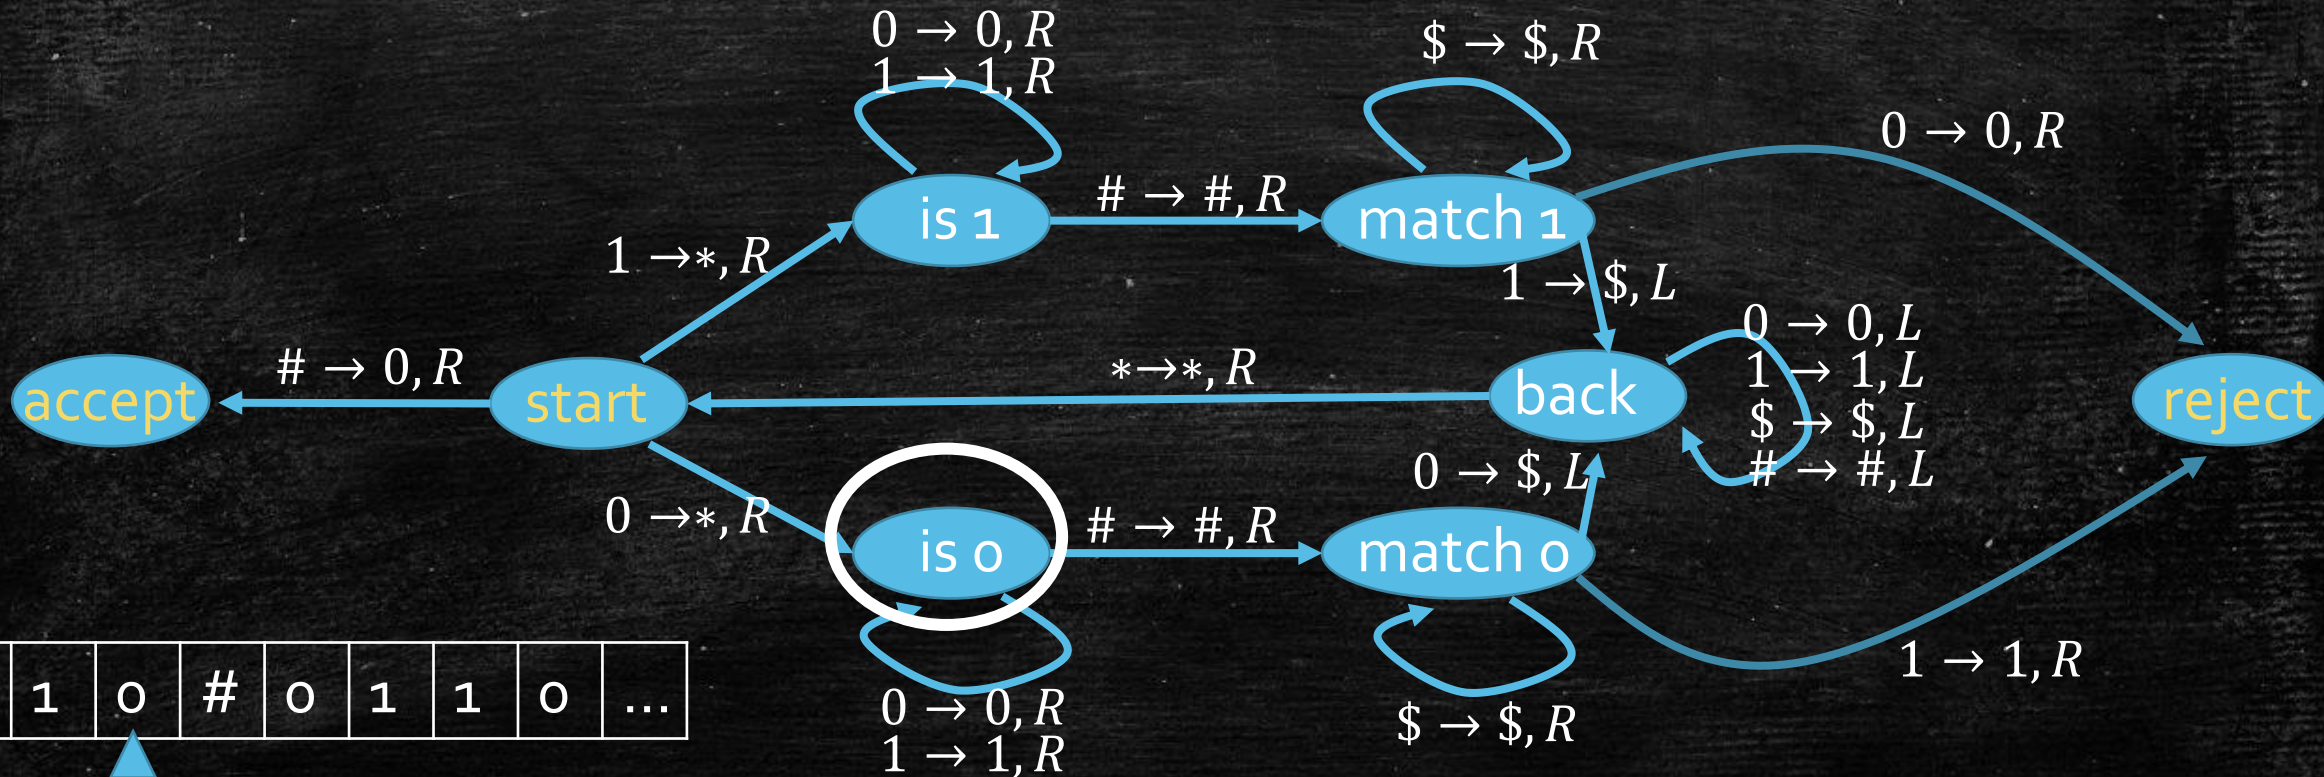 0 → 0, R
1 → 1, R
$ → $, R
0 → 0, R
is 1
# → #, R
match 1
1 →*, R
1 → $, L
0 → 0, L
1 → 1, L
$ → $, L
# → #, L
accept
# → 0, R
start
*→*, R
back
reject
0 → $, L
0 →*, R
is 0
# → #, R
match 0
1 → 1, R
1 0 # 0 1 1 0 ...
0 → 0, R
1 → 1, R
$ → $, R